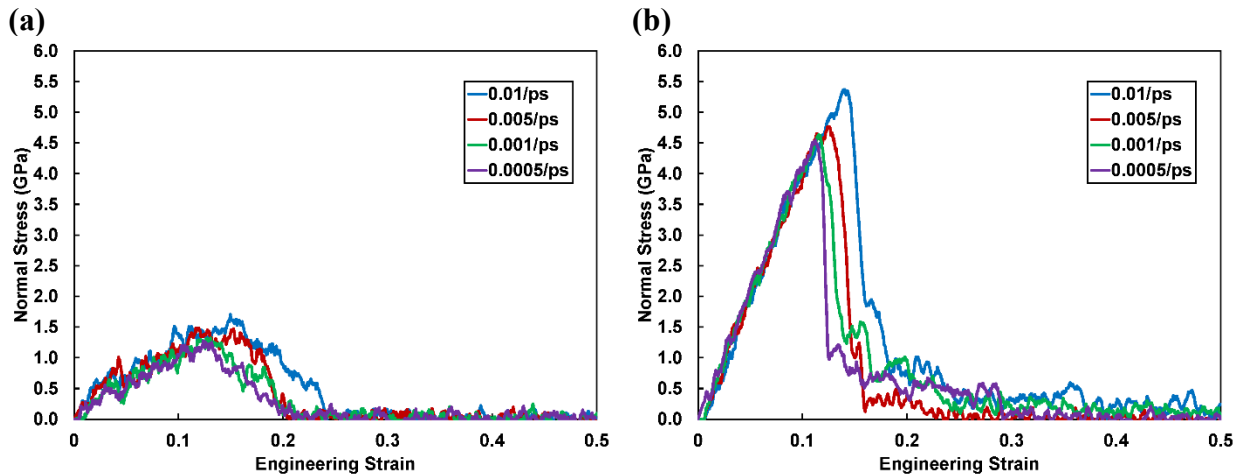 (a)
6.0
5.5
5.0
4.5
4.0
3.5
3.0
2.5
2.0
1.5
1.0
0.5
0.0
Normal Stress (GPa)
0.01/ps
0.005/ps
0.001/ps
0.0005/ps
0 0.1 0.2 0.3 0.4 0.5
Engineering Strain
(b)
6.0
5.5
5.0
4.5
4.0
3.5
3.0
2.5
2.0
1.5
1.0
0.5
0.0
Normal Stress (GPa)
0.01/ps
0.005/ps
0.001/ps
0.0005/ps
0 0.1 0.2 0.3 0.4 0.5
Engineering Strain